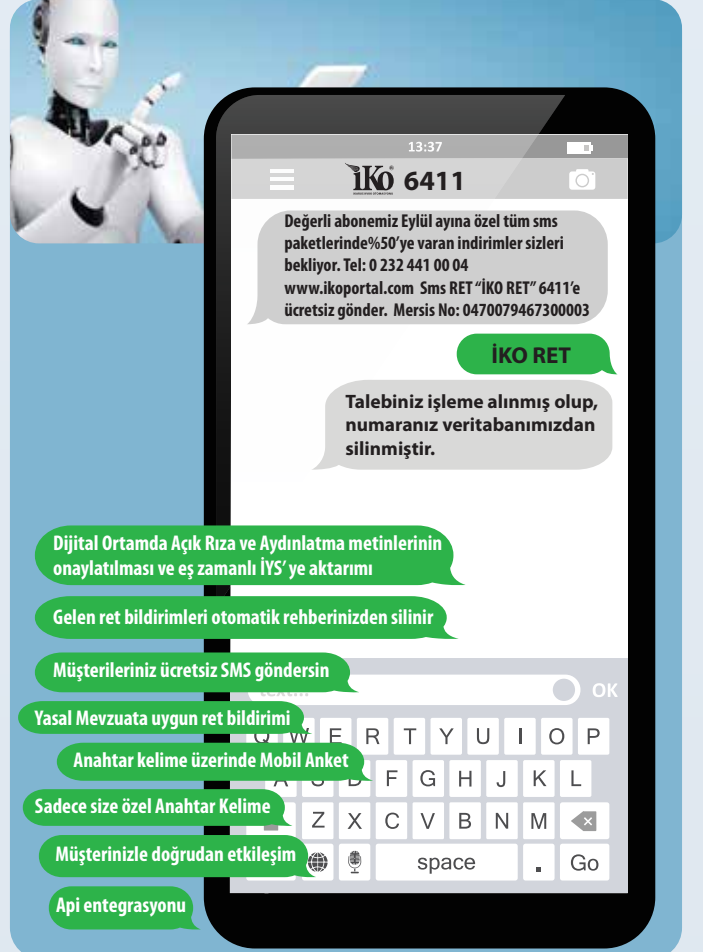 13:37
iKO 6411
Değerli abonemiz Eylül ayına özel tüm sms
paketlerinde%50'ye varan indirimler sizleri
bekliyor. Tel: 0 232 441 00 04
www.ikoportal.com Sms RET “İKO RET” 6411'e
ücretsiz gönder. Mersis No: 0470079467300003
İKO RET
Talebiniz işleme alınmış olup,
numaranız veritabanımızdan
silinmiştir.
Dijital Ortamda Açık Rıza ve Aydınlatma metinlerinin
onaylatılması ve eş zamanlı İYS' ye aktarımı
Gelen ret bildirimleri otomatik rehberinizden silinir
Müşterileriniz ücretsiz SMS göndersin
OK
Yasal Mevzuata uygun ret bildirimi
Q W E R T Y U I O P
Anahtar kelime üzerinde Mobil Anket
A S D F G H J K L
Sadece size özel Anahtar Kelime
Z X C V B N M
Müşterinizle doğrudan etkileşim
space . Go
Api entegrasyonu